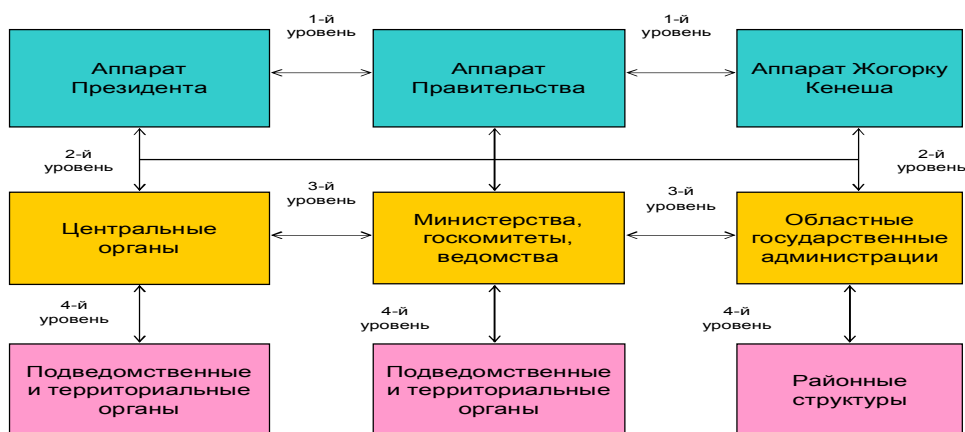 1-й
уровень
1-й
уровень
Аппарат
Президента
Аппарат
Правительства
Аппарат Жогорку
Кенеша
2-й
уровень
2-й
уровень
3-й
уровень
3-й
уровень
Центральные
органы
Министерства,
госкомитеты,
ведомства
Областные
государственные
администрации
4-й
уровень
4-й
уровень
4-й
уровень
Подведомственные
и территориальные
органы
Подведомственные
и территориальные
органы
Районные
структуры